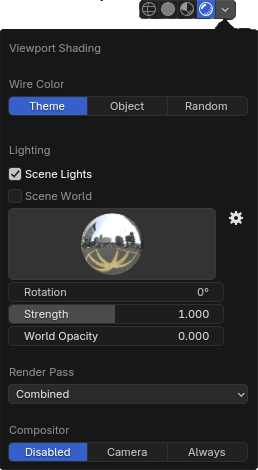 Viewport Shading
Wire Color
Theme Object Random
Lighting
Scene Lights
Scene World
Rotation 0°
Strength 1.000
World Opacity 0.000
Render Pass
Combined
Compositor
Disabled Camera Always